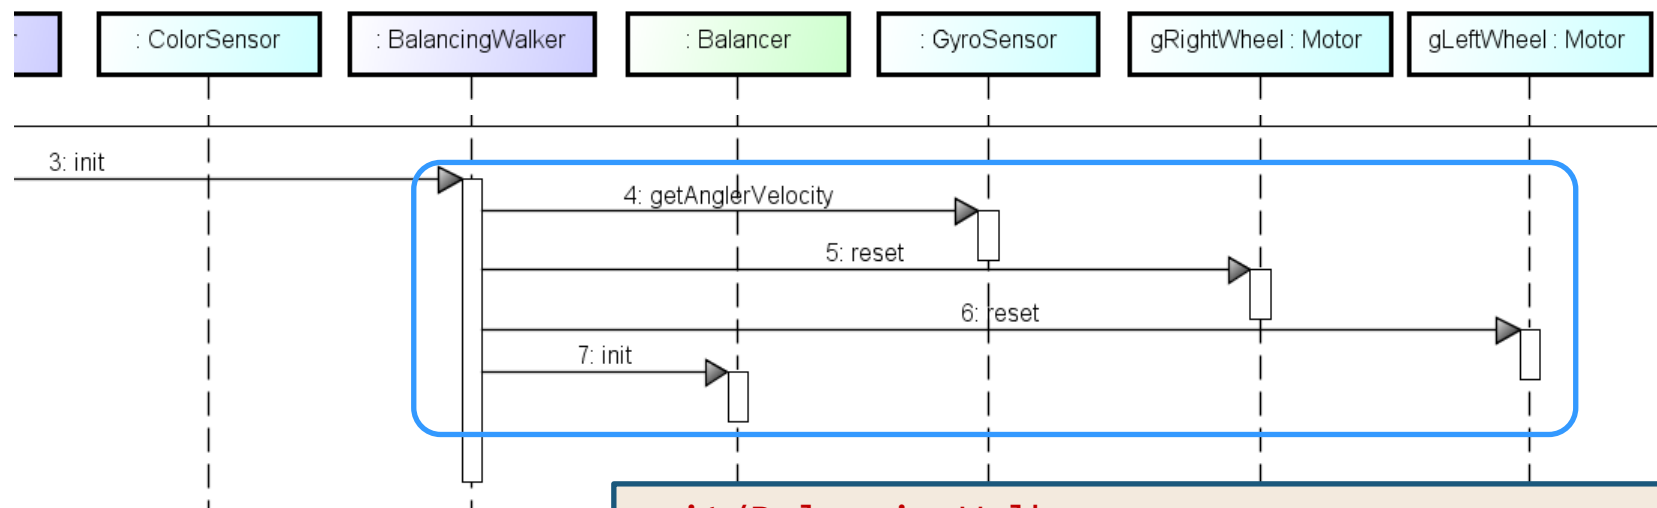 : ColorSensor
: BalancingWalker
: Balancer
: GyroSensor
gRightWheel : Motor
gLeftWheel : Motor
3: init
4: getAnglerVelocity
5: reset
6: reset
7: init